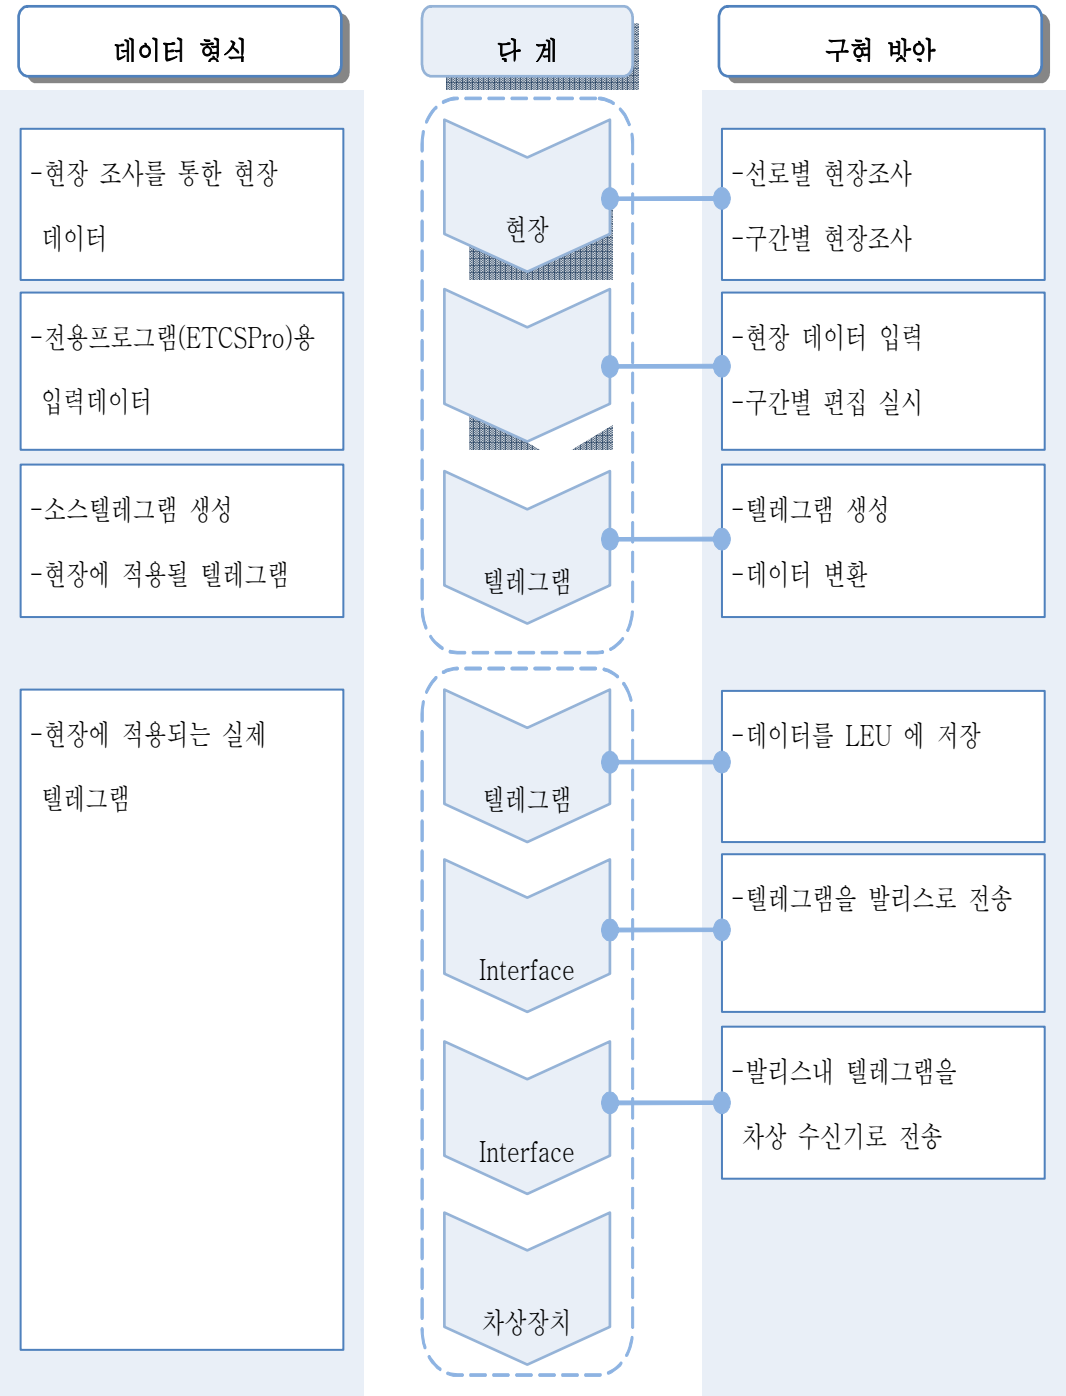 데이터 형식
단 계
구현 방안
-현장 조사를 통한 현장
데이터
현장
-선로별 현장조사
-구간별 현장조사
-전용프로그램(ETCSPro)용
입력데이터
-현장 데이터 입력
-구간별 편집 실시
-소스텔레그램 생성
-현장에 적용될 텔레그램
텔레그램
-텔레그램 생성
-데이터 변환
-현장에 적용되는 실제
텔레그램
텔레그램
-데이터를 LEU 에 저장
Interface
-텔레그램을 발리스로 전송
Interface
-발리스내 텔레그램을
차상 수신기로 전송
차상장치